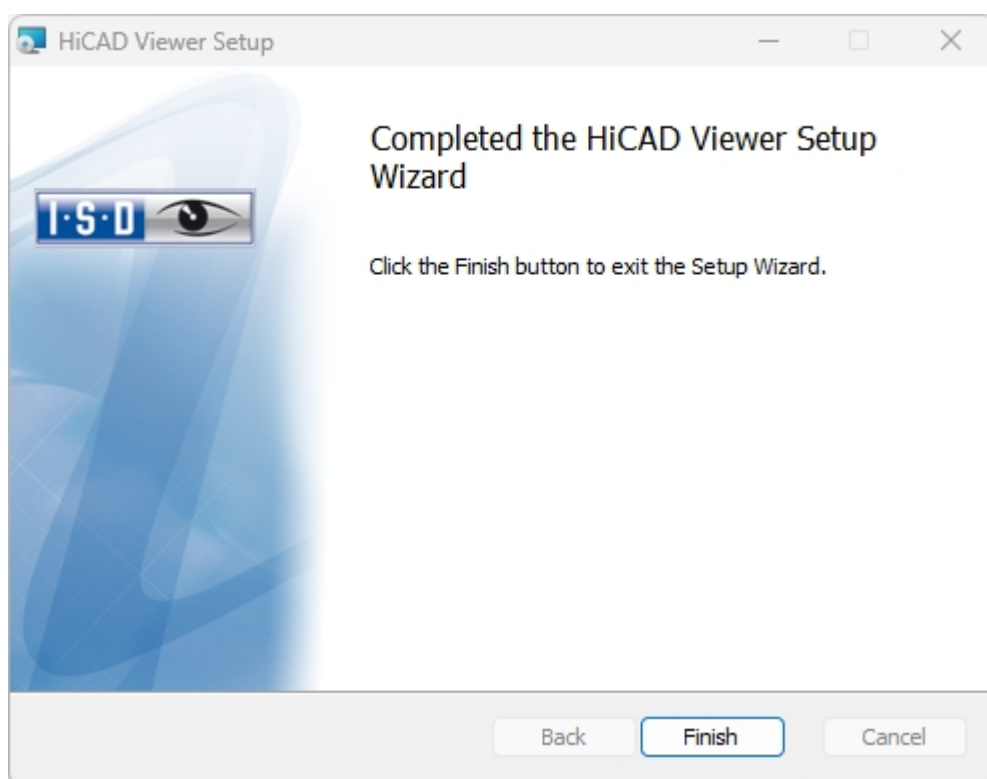 HiCAD Viewer Setup
Completed the HiCAD Viewer Setup
Wizard
I·S·D
Click the Finish button to exit the Setup Wizard.
Back Finish Cancel